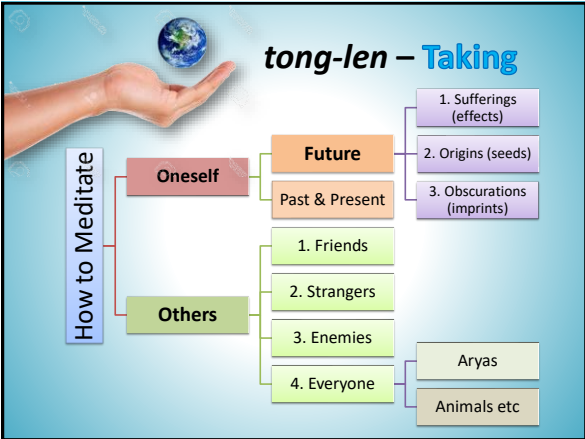 tong-len – Taking
How to Meditate
Oneself
Future
1. Sufferings
(effects)
2. Origins (seeds)
3. Obscurations
(imprints)
Past & Present
Others
1. Friends
2. Strangers
3. Enemies
4. Everyone
Aryas
Animals etc